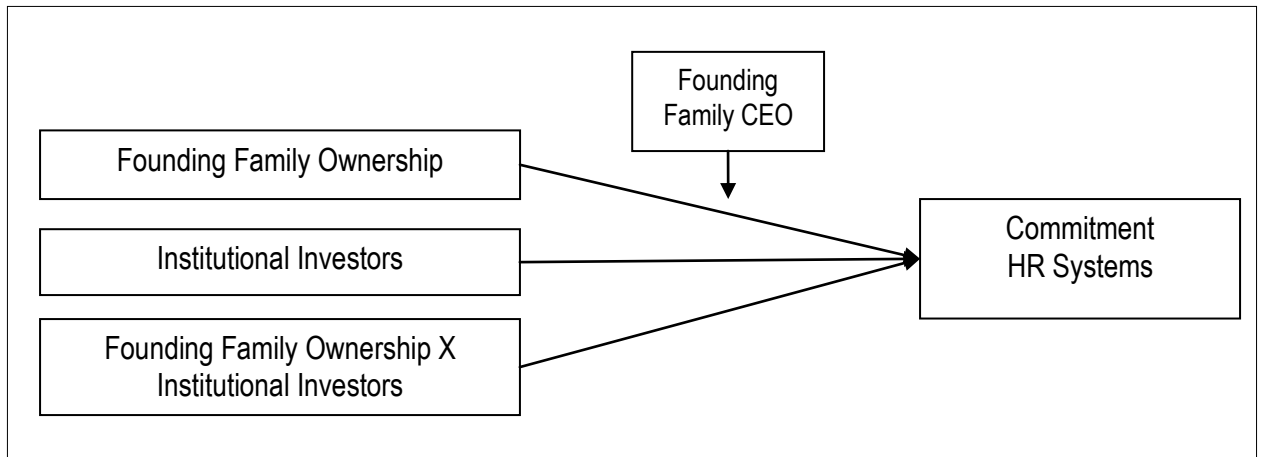 Founding
Family CEO
Founding Family Ownership
Institutional Investors
Founding Family Ownership X
Institutional Investors
Commitment
HR Systems